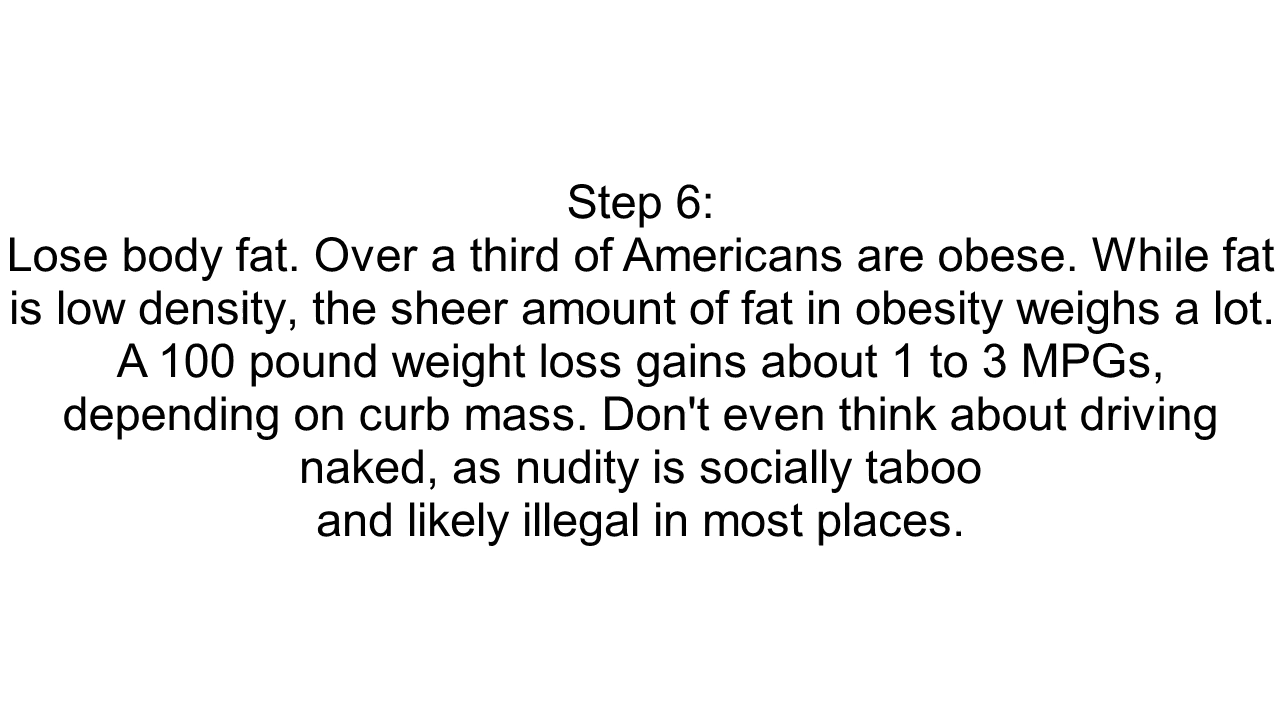 Step 6:
Lose body fat. Over a third of Americans are obese. While fat
is low density, the sheer amount of fat in obesity weighs a lot.
A 100 pound weight loss gains about 1 to 3 MPGs,
depending on curb mass. Don't even think about driving
naked, as nudity is socially taboo
and likely illegal in most places.